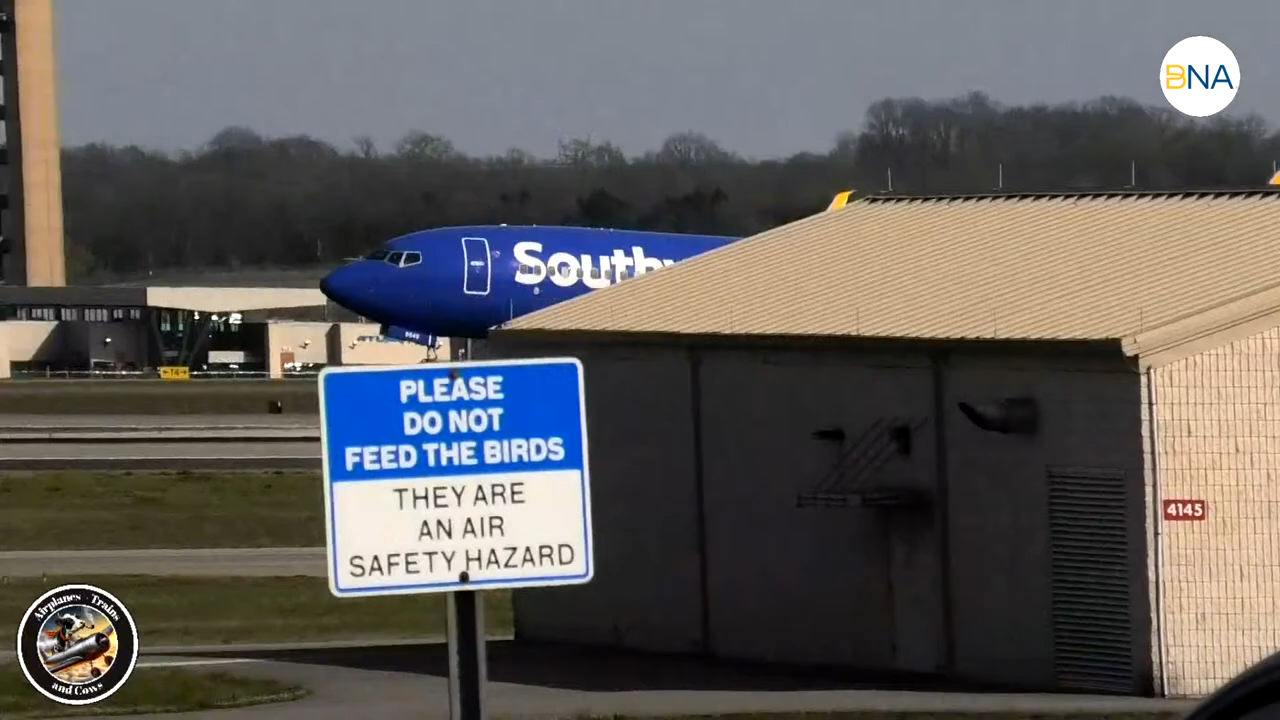 BNA
Southw
T4
PLEASE
DO NOT
FEED THE BIRDS
THEY ARE
AN AIR
SAFETY HAZARD
4145
Airplanes - Trains
and Cows